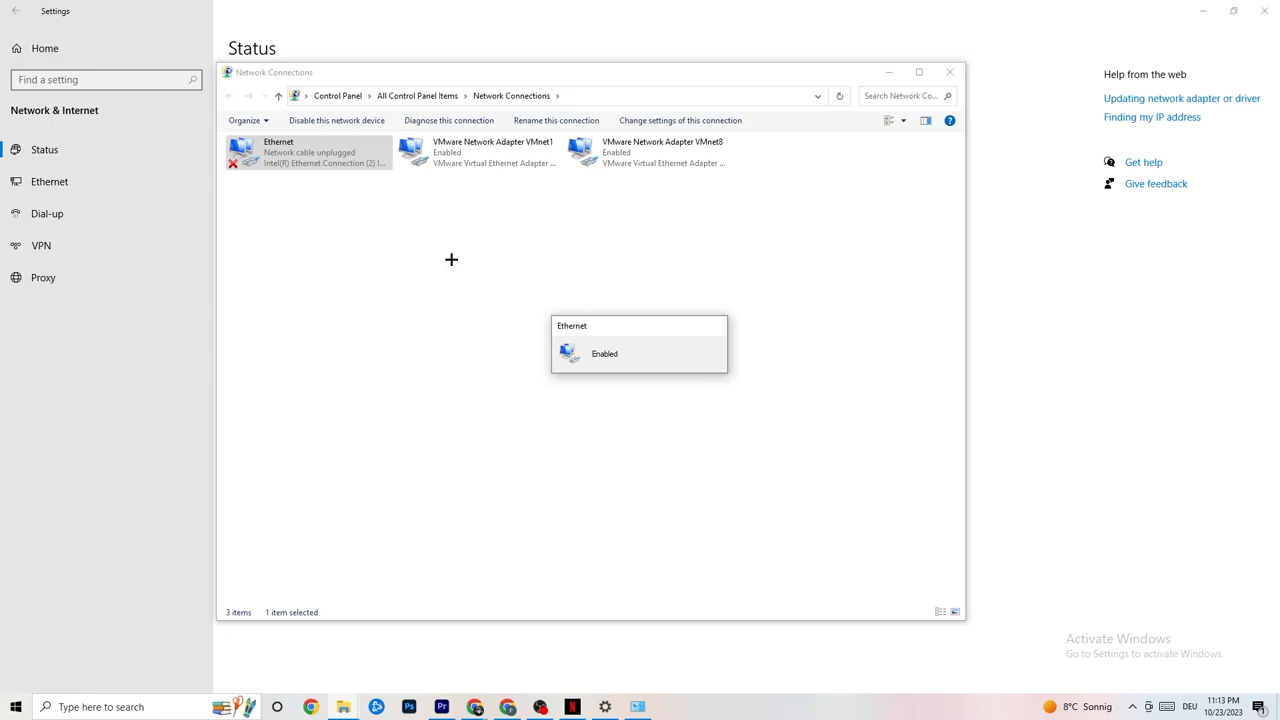 Settings
Home
Find a setting
Network & Internet
Status
Ethernet
Dial-up
VPN
Proxy
Status
Network Connections
Control Panel > All Control Panel Items > Network Connections >
Search Network Co...
Organize
Disable this network device
Diagnose this connection
Rename this connection
Change settings of this connection
Ethernet
Network cable unplugged
Intel(R) Ethernet Connection (2) I...
VMware Network Adapter VMnet1
Enabled
VMware Virtual Ethernet Adapter ...
VMware Network Adapter VMnet8
Enabled
VMware Virtual Ethernet Adapter ...
Ethernet
Enabled
3 items
1 item selected
Help from the web
Updating network adapter or driver
Finding my IP address
Get help
Give feedback
Activate Windows
Go to Settings to activate Windows.
Type here to search
Ps
Pr
N
8°C Sonnig
DEU
11:13 PM
10/23/2023
1